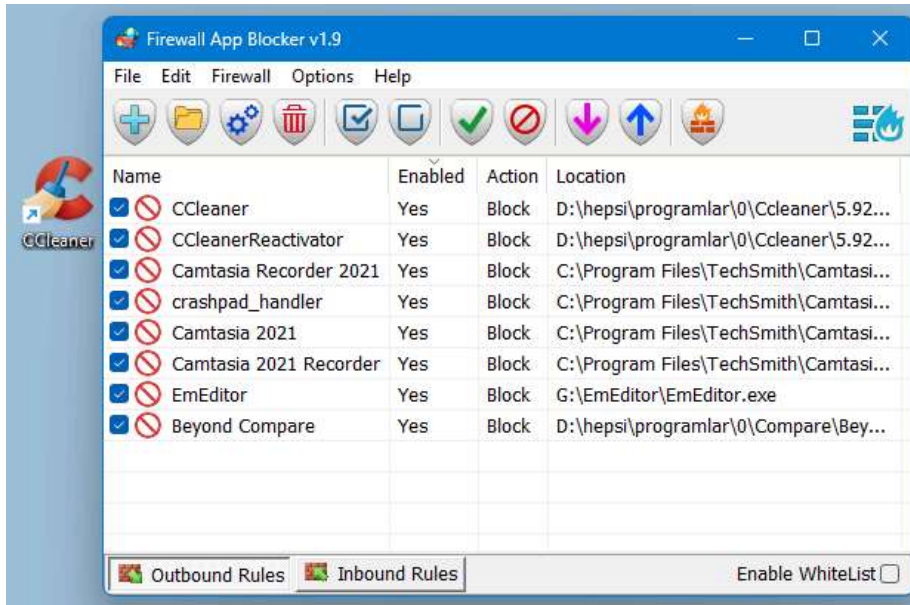 Firewall App Blocker v1.9
File Edit Firewall Options Help
Name Enabled Action Location
CCleaner Yes Block D:\hepsi\programlar\0\Ccleaner\5.92...
CCleanerReactivator Yes Block D:\hepsi\programlar\0\Ccleaner\5.92...
Camtasia Recorder 2021 Yes Block C:\Program Files\TechSmith\Camtasi...
crashpad_handler Yes Block C:\Program Files\TechSmith\Camtasi...
Camtasia 2021 Yes Block C:\Program Files\TechSmith\Camtasi...
Camtasia 2021 Recorder Yes Block C:\Program Files\TechSmith\Camtasi...
EmEditor Yes Block G:\EmEditor\EmEditor.exe
Beyond Compare Yes Block D:\hepsi\programlar\0\Compare\Bey...
Outbound Rules Inbound Rules Enable WhiteList
CCleaner